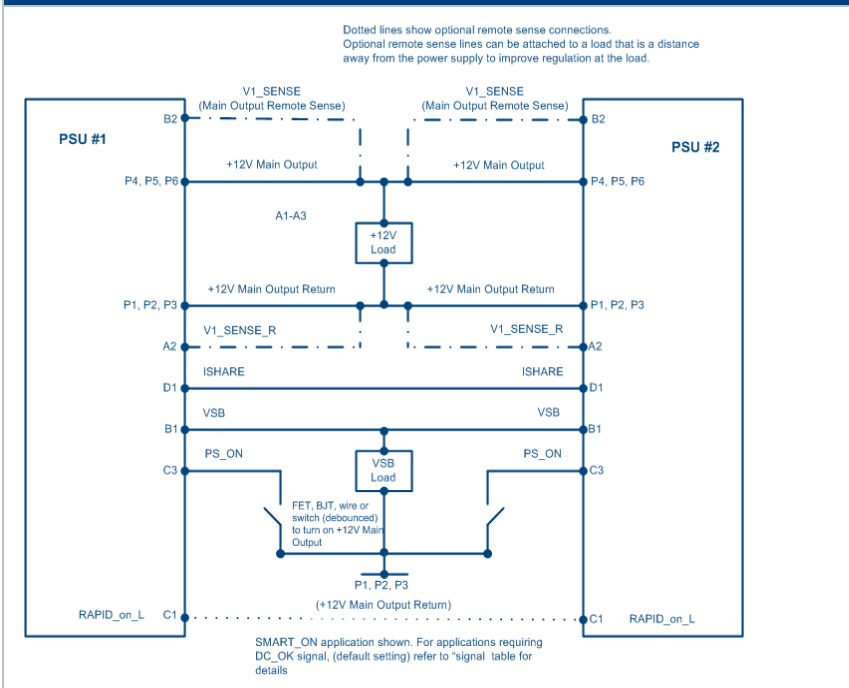 Dotted lines show optional remote sense connections.
Optional remote sense lines can be attached to a load that is a distance
away from the power supply to improve regulation at the load.
V1_SENSE
(Main Output Remote Sense)
V1_SENSE
(Main Output Remote Sense)
B2
B2
PSU #1
PSU #2
+12V Main Output
+12V Main Output
P4, P5, P6
P4, P5, P6
A1-A3
+12V
Load
+12V Main Output Return
+12V Main Output Return
P1, P2, P3
P1, P2, P3
V1_SENSE_R
V1_SENSE_R
A2
A2
ISHARE
ISHARE
D1
D1
VSB
VSB
B1
B1
PS_ON
PS_ON
C3
C3
VSB
Load
FET, BJT, wire or
switch (debounced)
to turn on +12V Main
Output
P1, P2, P3
(+12V Main Output Return)
RAPID_on_L
C1
C1
RAPID_on_L
SMART_ON application shown. For applications requiring
DC_OK signal, (default setting) refer to "signal table for
details